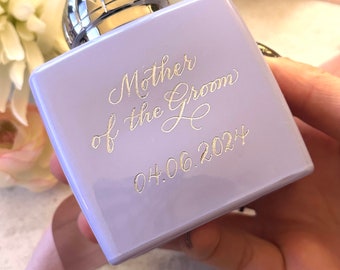 Mother
of the Groom
04.06.2024